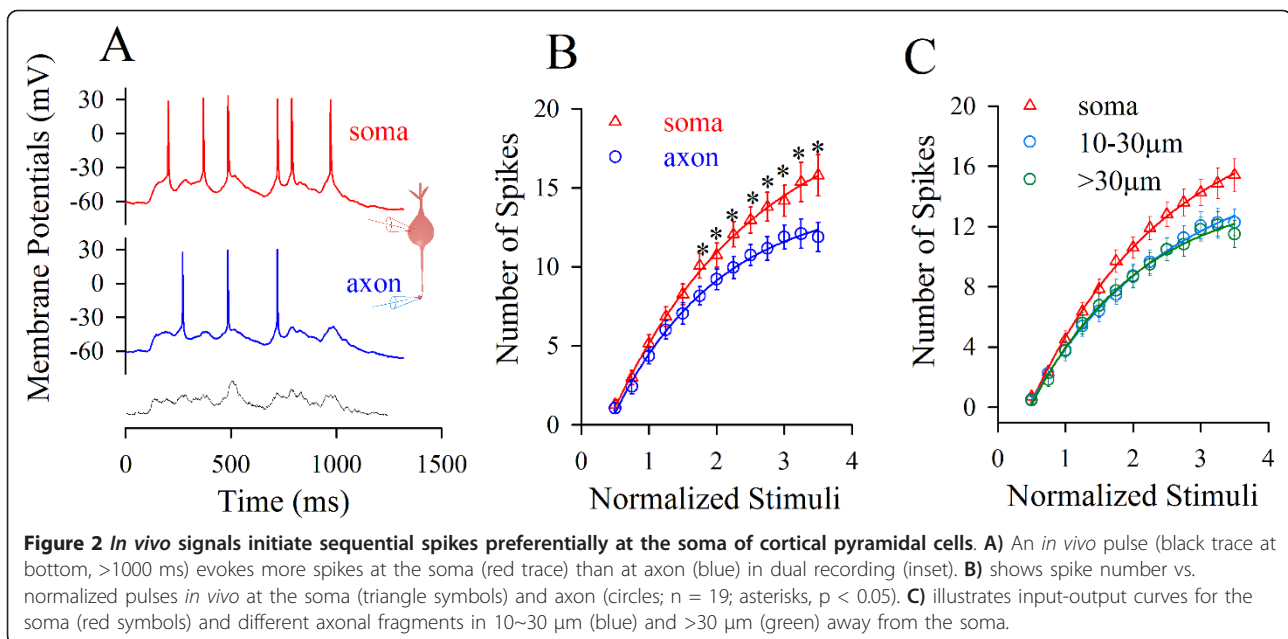 A
Membrane Potentials (mV)
30
0
-30
-60
soma
30
0
-30
-60
axon
0
500
1000
1500
Time (ms)
B
Number of Spikes
20
15
10
5
0
soma
axon
* * * * * * * *
0
1
2
3
4
Normalized Stimuli
C
Number of Spikes
20
16
12
8
4
0
soma
10-30µm
>30µm
0
1
2
3
4
Normalized Stimuli
Figure 2 In vivo signals initiate sequential spikes preferentially at the soma of cortical pyramidal cells. A) An in vivo pulse (black trace at
bottom, >1000 ms) evokes more spikes at the soma (red trace) than at axon (blue) in dual recording (inset). B) shows spike number vs.
normalized pulses in vivo at the soma (triangle symbols) and axon (circles; n = 19; asterisks, p < 0.05). C) illustrates input-output curves for the
soma (red symbols) and different axonal fragments in 10~30 µm (blue) and >30 µm (green) away from the soma.